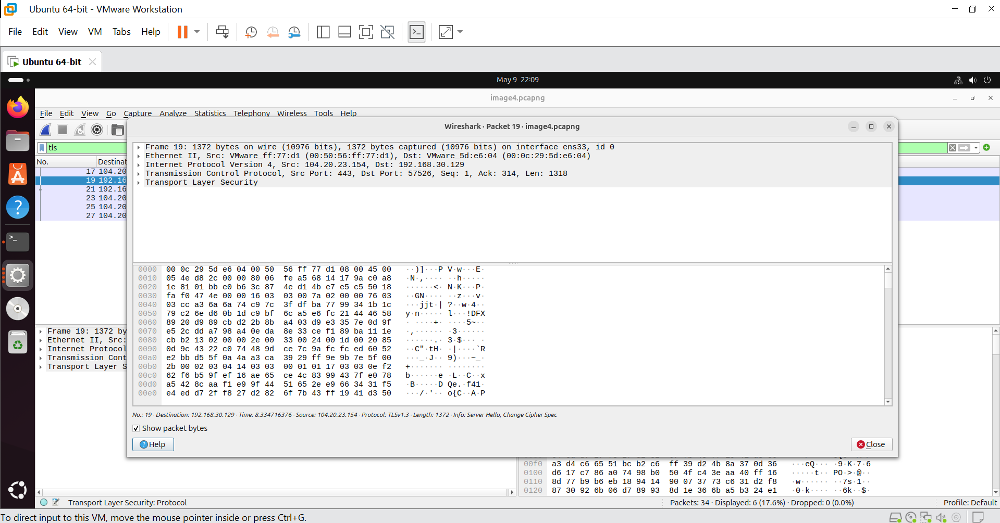 Ubuntu 64-bit - VMware Workstation
File Edit View VM Tabs Help
Ubuntu 64-bit
May 9 22:09
image4.pcapng
File Edit View Go Capture Analyze Statistics Telephony Wireless Tools Help
Wireshark · Packet 19 · image4.pcapng
tls
No. Destinat
17 104.20
19 192.16
21 192.16
23 104.20
25 104.20
27 104.20
Frame 19: 1372 bytes on wire (10976 bits), 1372 bytes captured (10976 bits) on interface ens33, id 0
Ethernet II, Src: VMware_ff:77:d1 (00:50:56:ff:77:d1), Dst: VMware_5d:e6:04 (00:0c:29:5d:e6:04)
Internet Protocol Version 4, Src: 104.20.23.154, Dst: 192.168.30.129
Transmission Control Protocol, Src Port: 443, Dst Port: 57526, Seq: 1, Ack: 314, Len: 1318
Transport Layer Security
0000 00 0c 29 5d e6 04 00 50 56 ff 77 d1 08 00 45 00 ··)]···P V·w···E·
0010 05 4e d8 2c 00 00 80 06 fe a5 68 14 17 9a c0 a8 ·N·,···· ··h·····
0020 1e 81 01 bb e0 b6 3c 87 4e d1 4b e7 e5 c5 50 18 ······<· N·K···P·
0030 fa f0 47 4e 00 00 16 03 03 00 7a 02 00 00 76 03 ··GN···· ··z···v·
0040 03 cc a3 6a 6a 74 c9 7c 3f df ba 77 99 34 1b 1c ···jjt·| ?··w·4··
0050 79 c2 6e d6 0b 1d c9 bf 6c a5 e6 fc 21 44 46 58 y·n····· l···!DFX
0060 89 20 d9 89 cb d2 2b 8b a4 03 d9 e3 35 7e 0d 9f · ····+· ····5~··
0070 e5 2c dd a7 98 a4 0e da 8e 33 ce f1 89 ba 11 1e ·,······ ·3······
0080 cb b2 13 02 00 00 2e 00 33 00 24 00 1d 00 20 85 ······.· 3·$··· ·
0090 0d 9c 43 22 c0 74 48 9d ce 7c 9a fc fc ed 60 52 ··C"·tH· ·|····`R
00a0 e2 bb d5 5f 0a 4a a3 ca 39 29 ff 9e 9b 7e 5f 00 ···_·J·· 9)···~_·
00b0 2b 00 02 03 04 14 03 03 00 01 01 17 03 03 0e f2 +······· ········
00c0 62 f6 b5 9f ef 16 ae 65 ce 4c 83 99 43 7f e0 78 b······e ·L··C··x
00d0 a5 42 8c aa f1 e9 9f 44 51 65 2e e9 66 34 31 f5 ·B·····D Qe.·f41·
00e0 e4 ed d7 2f f8 27 d2 82 6f 7b 43 ff 19 41 d3 50 ···/·'·· o{C··A·P
No.: 19 · Destination: 192.168.30.129 · Time: 8.334716376 · Source: 104.20.23.154 · Protocol: TLSv1.3 · Length: 1372 · Info: Server Hello, Change Cipher Spec
Show packet bytes
Help
Close
Frame 19: 1372 by
Ethernet II, Src:
Internet Protocol
Transmission Cont
Transport Layer S
00f0 a3 d4 c6 65 51 bc b2 c6 ff 39 d2 4b 8a 37 0d 36 ···eQ··· ·9·K·7·6
0100 d6 17 c7 86 a0 74 98 b0 50 4f c4 3e aa 40 ff 16 ·····t·· PO·>·@··
0110 8d 77 b9 b6 eb 18 94 14 90 07 37 73 c6 31 d2 f8 ·w······ ··7s·1··
0120 87 30 92 6b 06 d7 89 93 8d 1e 36 6b a5 b3 24 e1 ·0·k···· ··6k··$·
Transport Layer Security: Protocol
Packets: 34 · Displayed: 6 (17.6%) · Dropped: 0 (0.0%)
Profile: Default
To direct input to this VM, move the mouse pointer inside or press Ctrl+G.